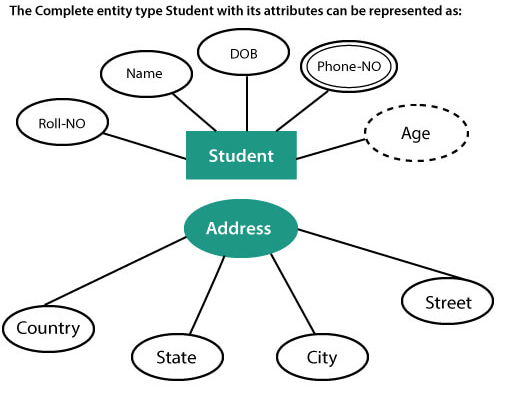 The Complete entity type Student with its attributes can be represented as:
DOB
Name
Phone-NO
Roll-NO
Age
Student
Address
Country
State
City
Street